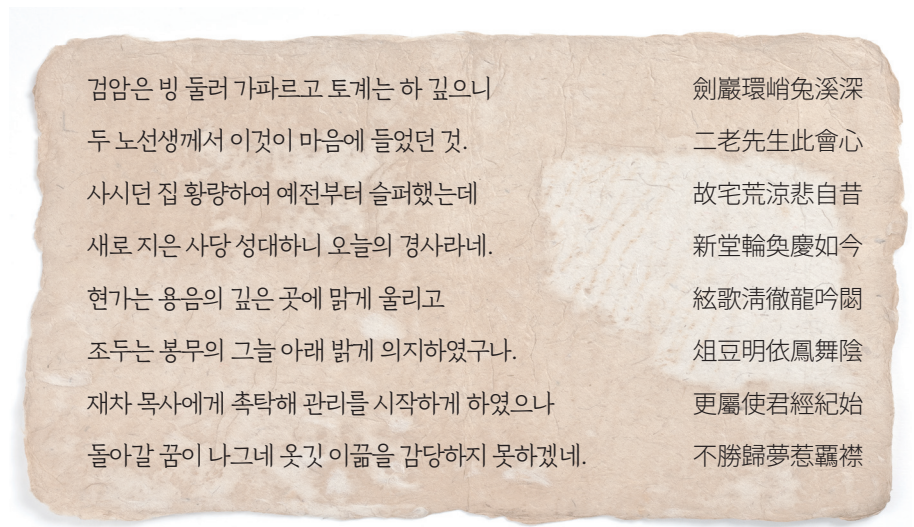 검암은 빙 둘러 가파르고 토계는 하 깊으니 劍巖環峭兔溪深
두 노선생께서 이것이 마음에 들었던 것. 二老先生此會心
사시던 집 황량하여 예전부터 슬퍼했는데 故宅荒涼悲自昔
새로 지은 사당 성대하니 오늘의 경사라네. 新堂輪奐慶如今
현가는 용음의 깊은 곳에 맑게 울리고 絃歌淸徹龍吟閟
조두는 봉무의 그늘 아래 밝게 의지하였구나. 俎豆明依鳳舞陰
재차 목사에게 촉탁해 관리를 시작하게 하였으나 更屬使君經紀始
돌아갈 꿈이 나그네 옷깃 이끎을 감당하지 못하겠네. 不勝歸夢惹覊襟